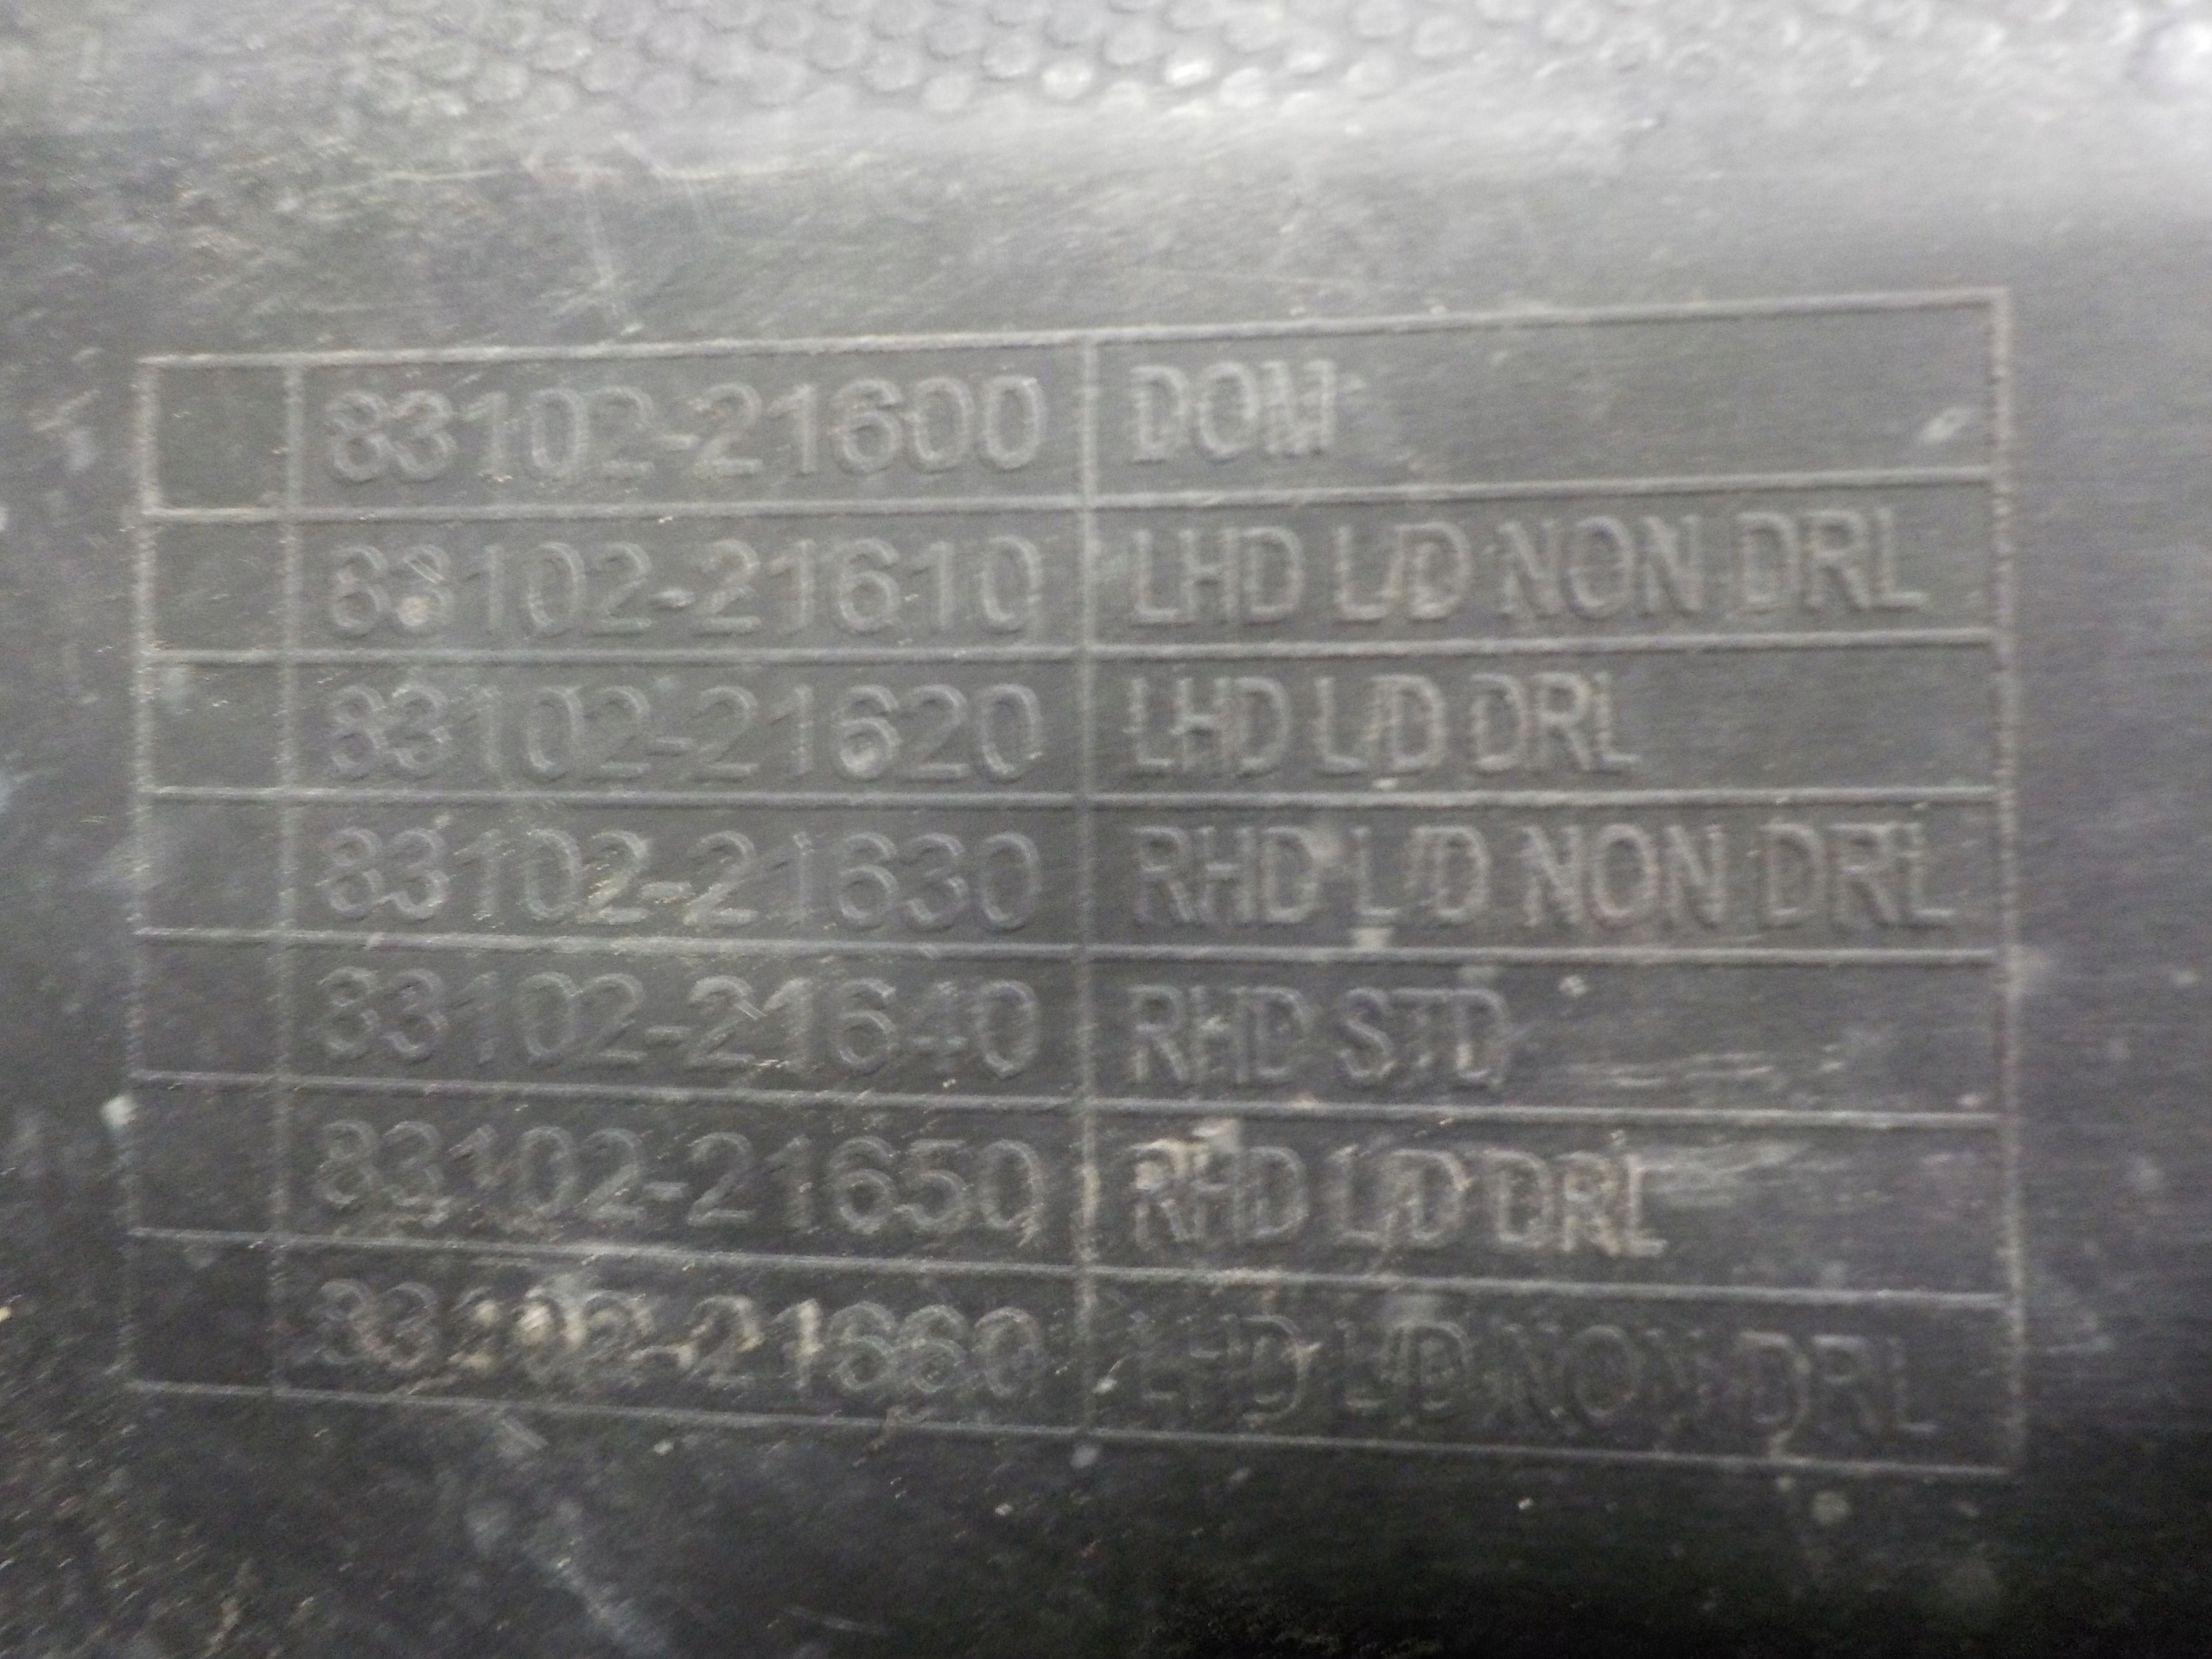 83102-21600 DOM
83102-21610 LHD L/D NON DRL
83102-21620 LHD L/D DRL
83102-21630 RHD L/D NON DRL
83102-21640 RHD STD
83102-21650 RHD L/D DRL
83102-21660 LHD L/D NON DRL